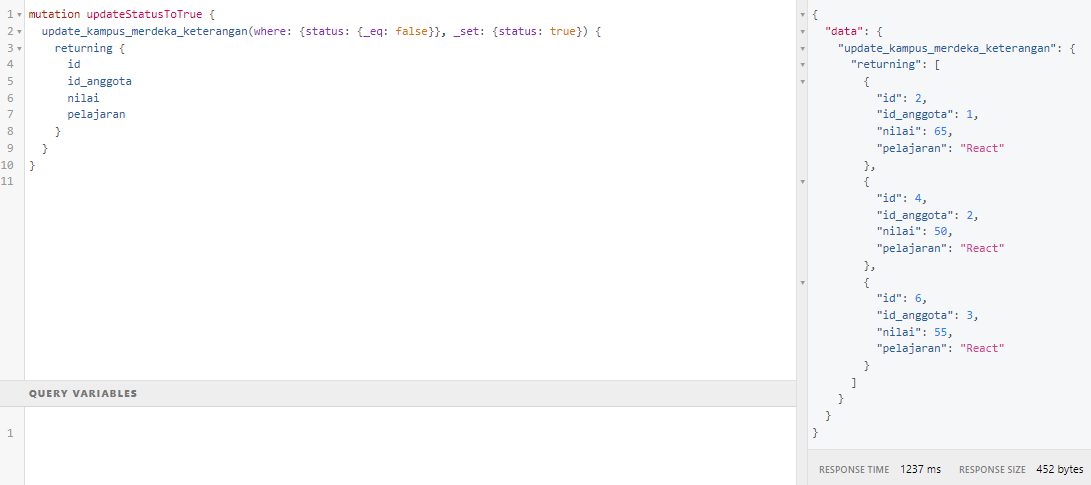 1 mutation updateStatusToTrue {
2 update_kampus_merdeka_keterangan(where: {status: {_eq: false}}, _set: {status: true}) {
3 returning {
4 id
5 id_anggota
6 nilai
7 pelajaran
8 }
9 }
10 }
11
QUERY VARIABLES
1
{
"data": {
"update_kampus_merdeka_keterangan": {
"returning": [
{
"id": 2,
"id_anggota": 1,
"nilai": 65,
"pelajaran": "React"
},
{
"id": 4,
"id_anggota": 2,
"nilai": 50,
"pelajaran": "React"
},
{
"id": 6,
"id_anggota": 3,
"nilai": 55,
"pelajaran": "React"
}
]
}
}
}
RESPONSE TIME 1237 ms RESPONSE SIZE 452 bytes